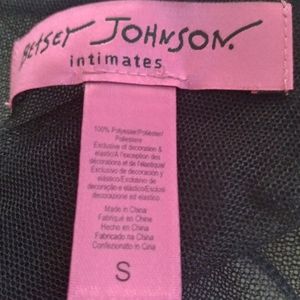 BETSEY JOHNSON.
intimates
100% Polyester/Poliéster/
Poliestere
Exclusive of decoration &
elastic/A l'exception des
décorations et de l'élastique/
Exclusivo de decoración y
elástico/Exclusivo de
decoração e elástico/Esclusi
decorazione ed elastico
Made in China
Fabriqué en Chine
Hecho en China
Fabricado na China
Confezionato in Cina
S